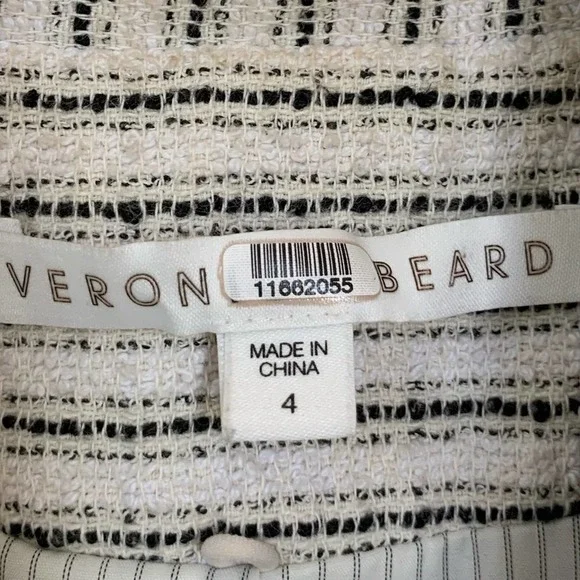 VERON BEARD
11662055
MADE IN
CHINA
4